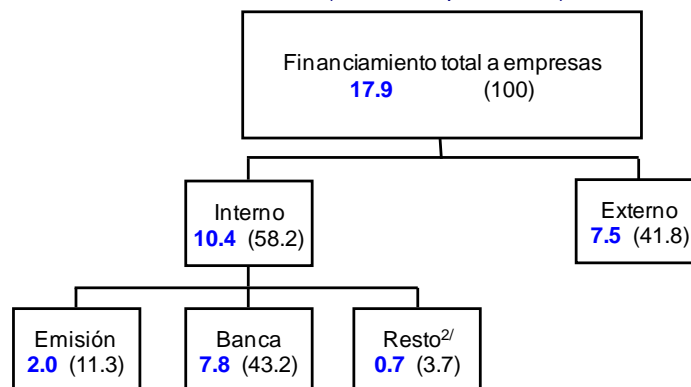 Financiamiento total a empresas
17.9 (100)
Interno
10.4 (58.2)
Externo
7.5 (41.8)
Emisión
2.0 (11.3)
Banca
7.8 (43.2)
Resto2/
0.7 (3.7)